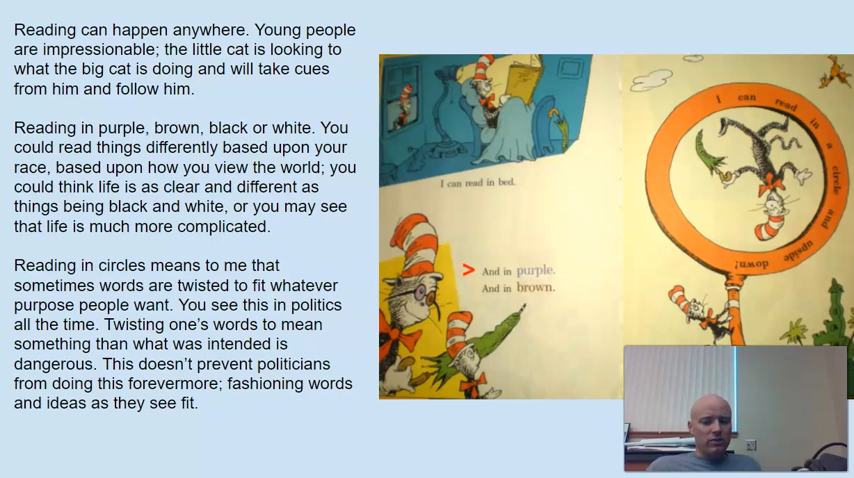 Reading can happen anywhere. Young people
are impressionable; the little cat is looking to
what the big cat is doing and will take cues
from him and follow him.
Reading in purple, brown, black or white. You
could read things differently based upon your
race, based upon how you view the world; you
could think life is as clear and different as
things being black and white, or you may see
that life is much more complicated.
Reading in circles means to me that
sometimes words are twisted to fit whatever
purpose people want. You see this in politics
all the time. Twisting one's words to mean
something than what was intended is
dangerous. This doesn't prevent politicians
from doing this forevermore; fashioning words
and ideas as they see fit.
I can read in bed.
> And in purple.
And in brown.
I can read in a circle and upside down!